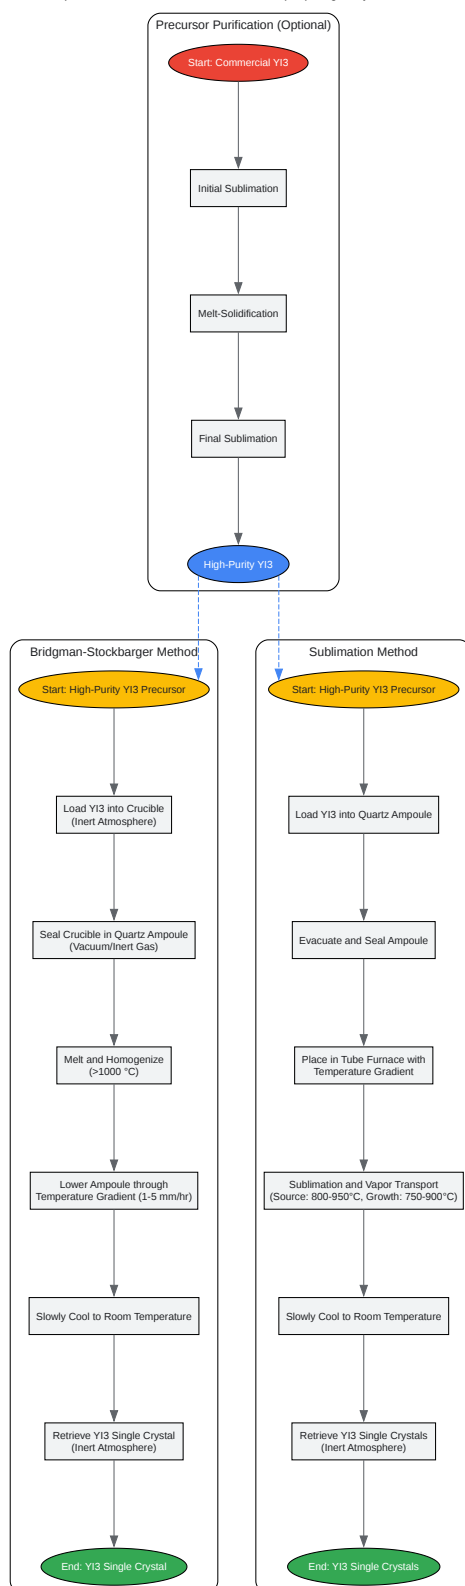 Precursor Purification (Optional)
Start: Commercial YI3
Initial Sublimation
Melt-Solidification
Final Sublimation
High-Purity YI3
Bridgman-Stockbarger Method
Start: High-Purity YI3 Precursor
Load YI3 into Crucible
(Inert Atmosphere)
Seal Crucible in Quartz Ampoule
(Vacuum/Inert Gas)
Melt and Homogenize
(>1000 °C)
Lower Ampoule through
Temperature Gradient (1-5 mm/hr)
Slowly Cool to Room Temperature
Retrieve YI3 Single Crystal
(Inert Atmosphere)
End: YI3 Single Crystal
Sublimation Method
Start: High-Purity YI3 Precursor
Load YI3 into Quartz Ampoule
Evacuate and Seal Ampoule
Place in Tube Furnace with
Temperature Gradient
Sublimation and Vapor Transport
(Source: 800-950°C, Growth: 750-900°C)
Slowly Cool to Room Temperature
Retrieve YI3 Single Crystals
(Inert Atmosphere)
End: YI3 Single Crystals